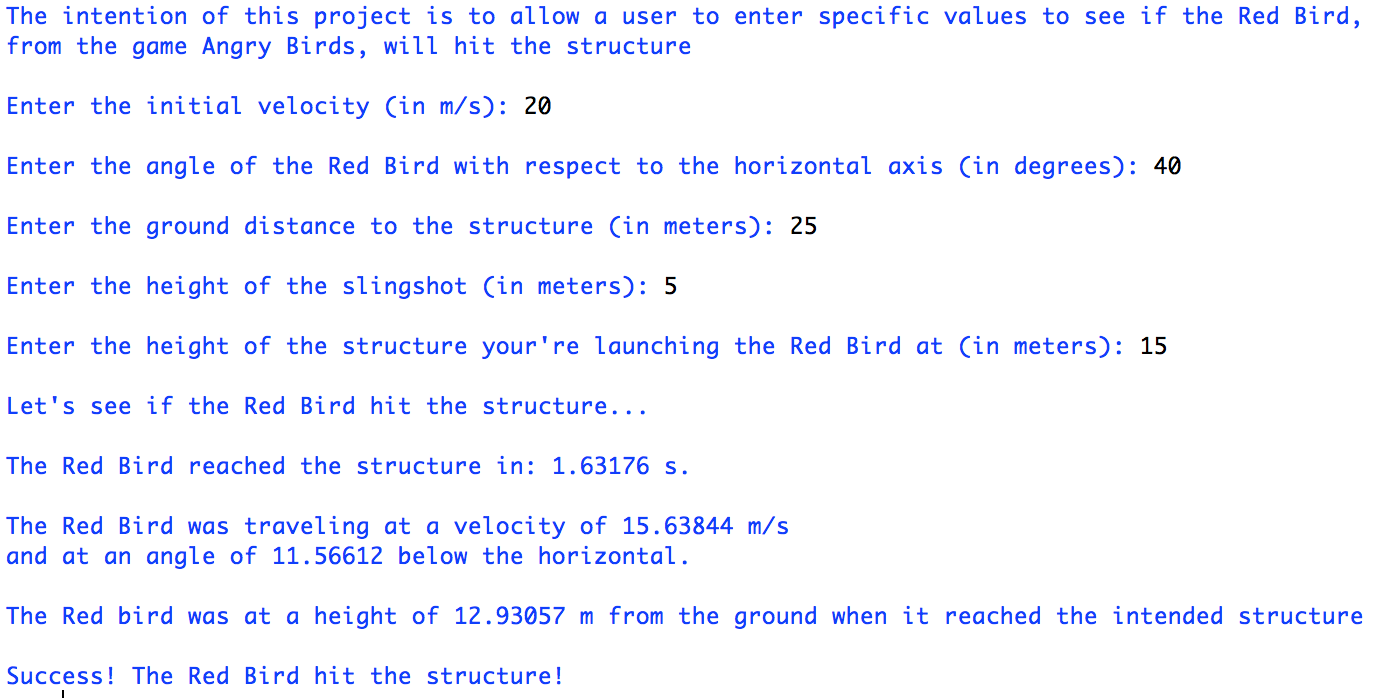 The intention of this project is to allow a user to enter specific values to see if the Red Bird,
from the game Angry Birds, will hit the structure
Enter the initial velocity (in m/s): 20
Enter the angle of the Red Bird with respect to the horizontal axis (in degrees): 40
Enter the ground distance to the structure (in meters): 25
Enter the height of the slingshot (in meters): 5
Enter the height of the structure your're launching the Red Bird at (in meters): 15
Let's see if the Red Bird hit the structure...
The Red Bird reached the structure in: 1.63176 s.
The Red Bird was traveling at a velocity of 15.63844 m/s
and at an angle of 11.56612 below the horizontal.
The Red bird was at a height of 12.93057 m from the ground when it reached the intended structure
Success! The Red Bird hit the structure!